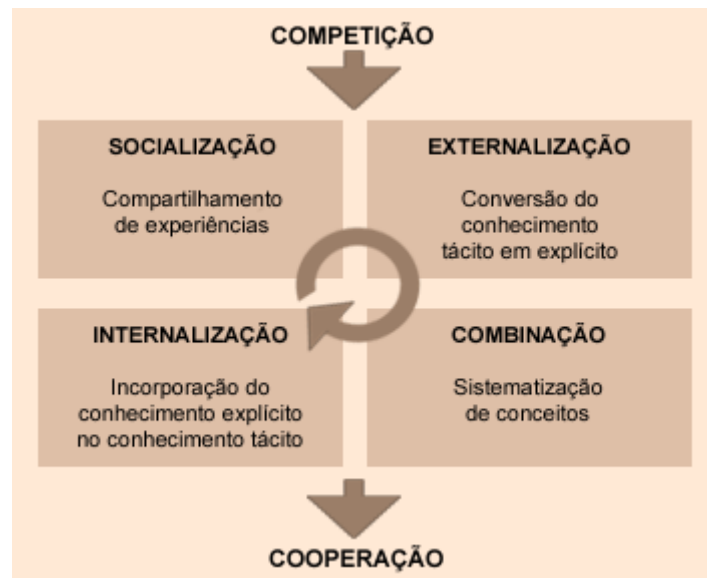 COMPETIÇÃO
SOCIALIZAÇÃO
Compartilhamento
de experiências
EXTERNALIZAÇÃO
Conversão do
conhecimento
tácito em explícito
INTERNALIZAÇÃO
Incorporação do
conhecimento explícito
no conhecimento tácito
COMBINAÇÃO
Sistematização
de conceitos
COOPERAÇÃO